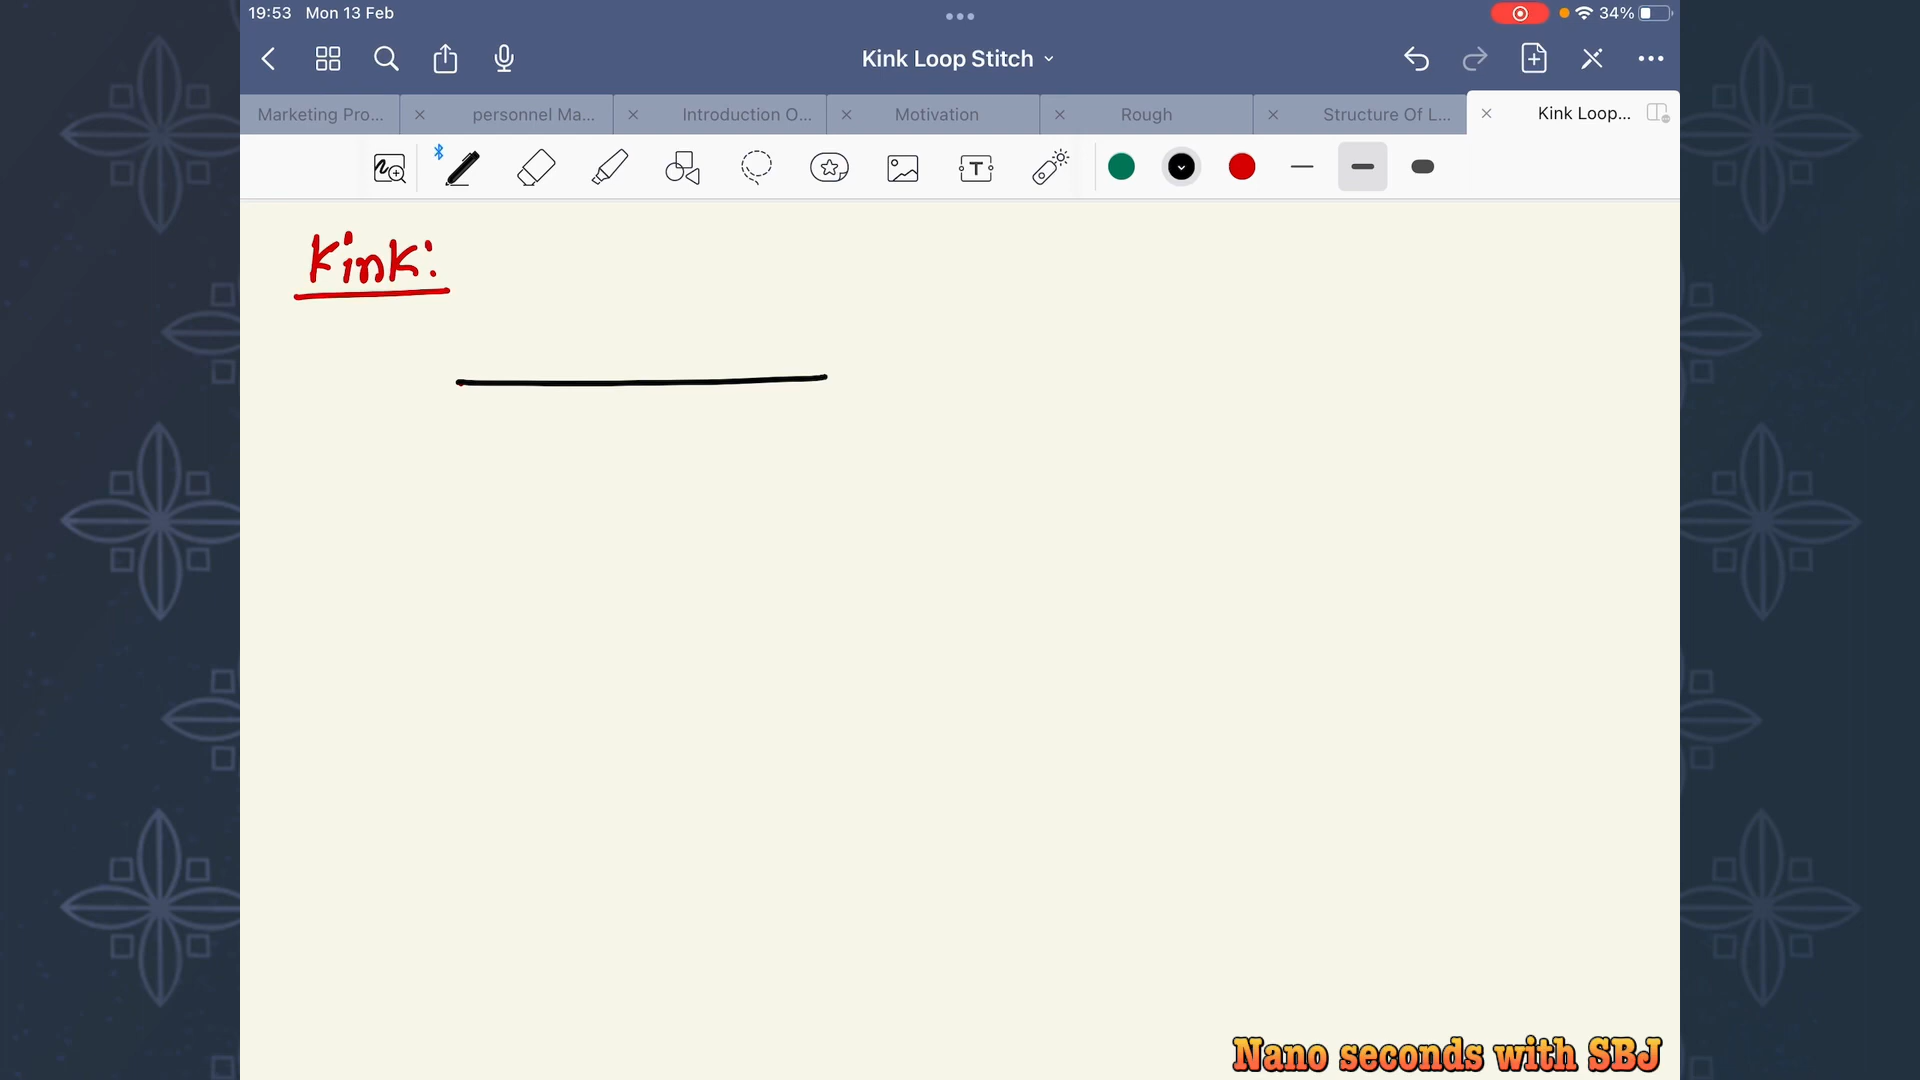 19:53 Mon 13 Feb
34%
Kink Loop Stitch
Marketing Pro...
personnel Ma...
Introduction O...
Motivation
Rough
Structure Of L...
Kink Loop...
T
Kink:
Nano seconds with SBJ